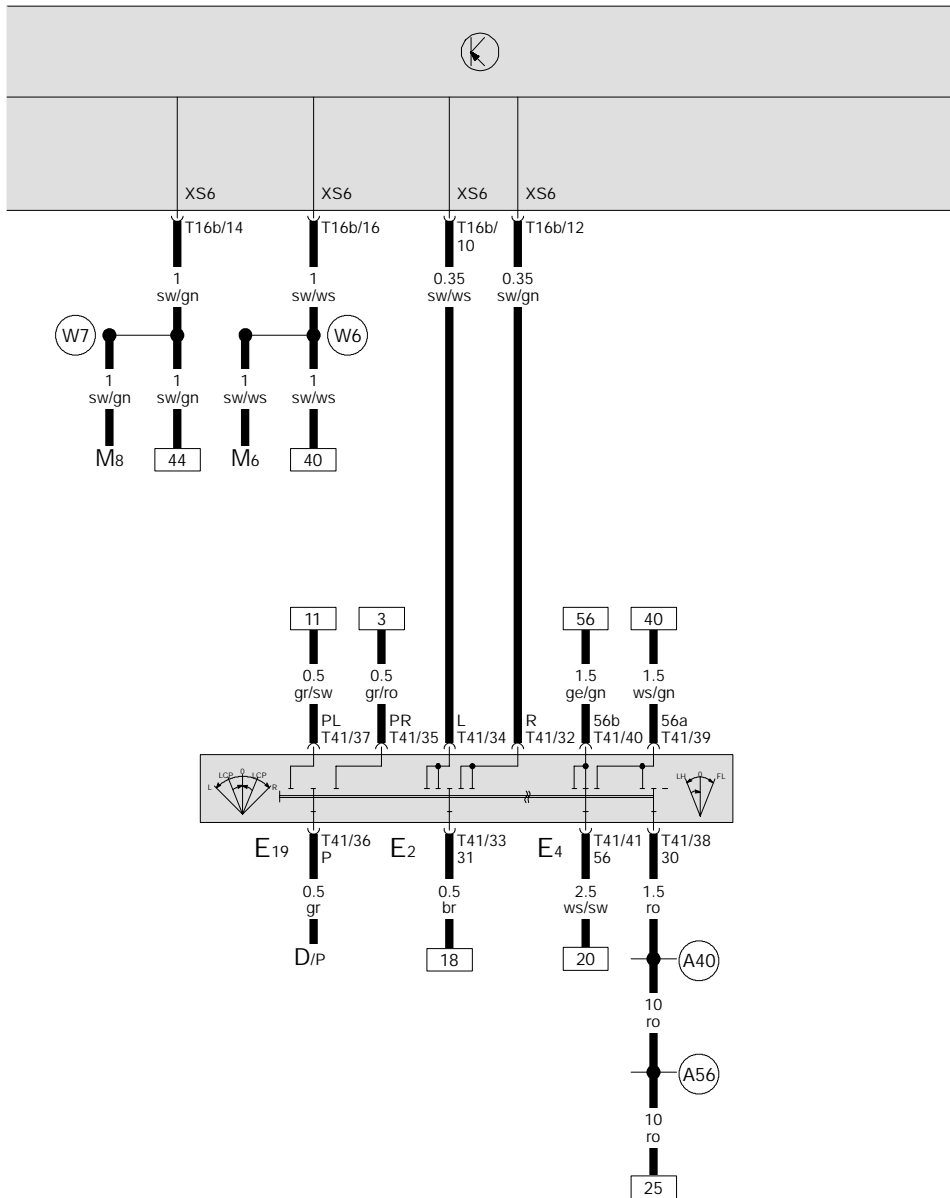 XS6 XS6 XS6 XS6
T16b/14 T16b/16 T16b/ T16b/12
10
1 1 0.35 0.35
sw/gn sw/ws sw/ws sw/gn
W7 W6
1 1 1 1
sw/gn sw/gn sw/ws sw/ws
M8 44 M6 40
11 3 56 40
0.5 0.5 1.5 1.5
gr/sw gr/ro ge/gn ws/gn
PL PR L R 56b 56a
T41/37 T41/35 T41/34 T41/32 T41/40 T41/39
L LCP 0 LCP R LH 0 FL
E19 T41/36 E2 T41/33 E4 T41/41 T41/38
P 31 56 30
0.5 0.5 2.5 1.5
gr br ws/sw ro
D/P 18 20 A40
10
ro
A56
10
ro
25